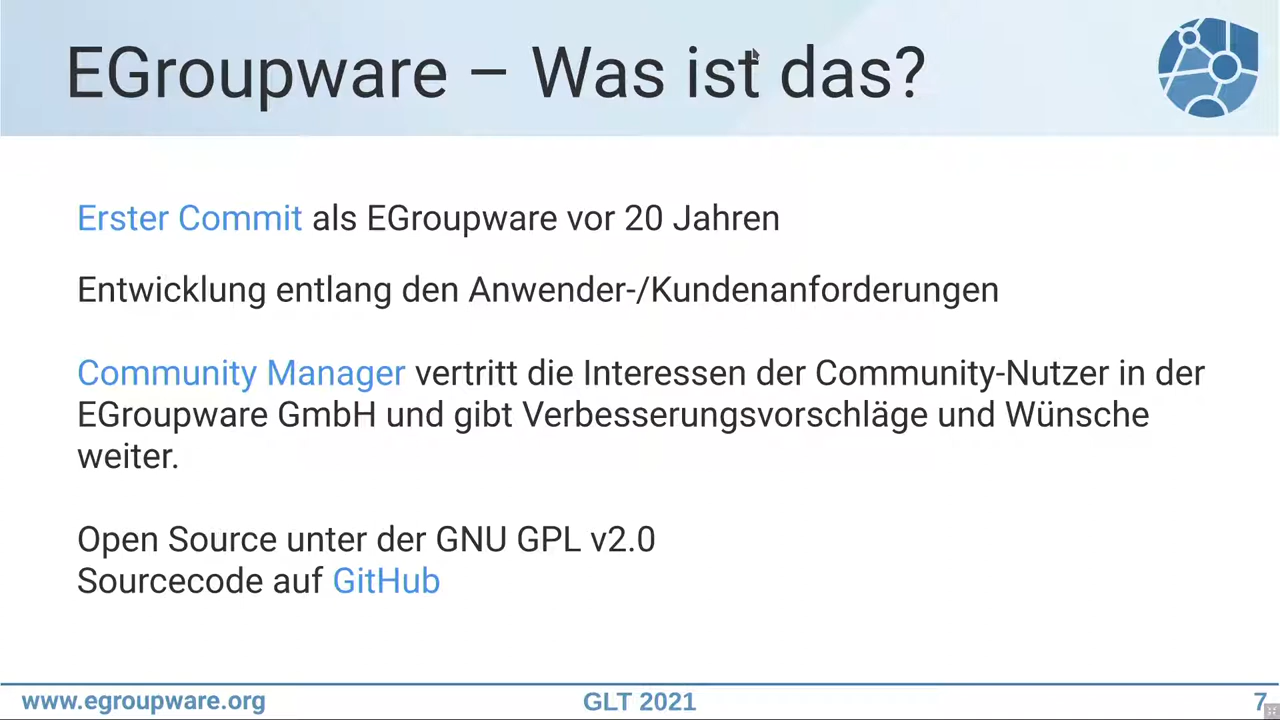 EGroupware – Was ist das?
Erster Commit als EGroupware vor 20 Jahren
Entwicklung entlang den Anwender-/Kundenanforderungen
Community Manager vertritt die Interessen der Community-Nutzer in der
EGroupware GmbH und gibt Verbesserungsvorschläge und Wünsche
weiter.
Open Source unter der GNU GPL v2.0
Sourcecode auf GitHub
www.egroupware.org
GLT 2021
7